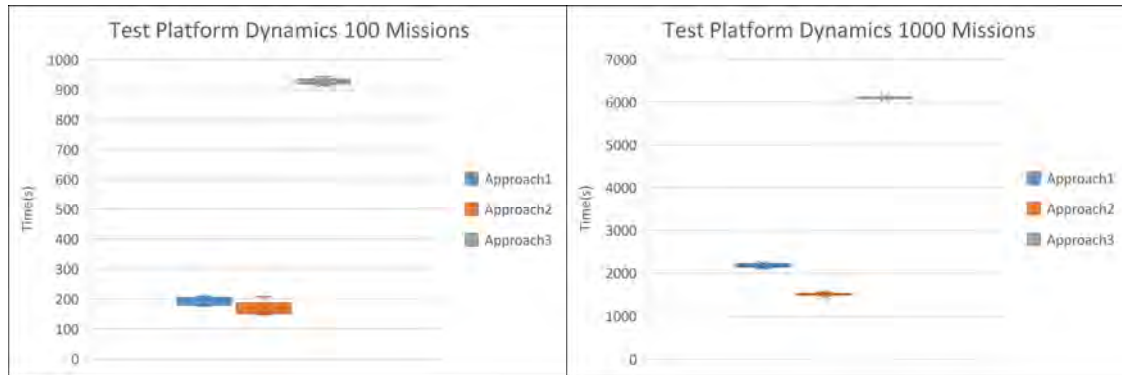 Test Platform Dynamics 100 Missions
1000
900
800
700
600
500
400
300
200
100
0
Time(s)
Approach1
Approach2
Approach3
Test Platform Dynamics 1000 Missions
7000
6000
5000
4000
3000
2000
1000
0
Time(s)
Approach1
Approach2
Approach3